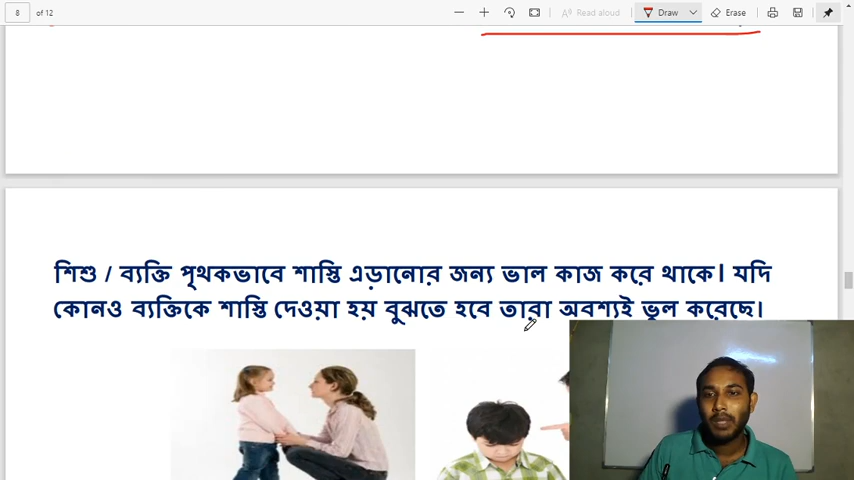 8 of 12 Read aloud Draw Erase
শিশু / ব্যক্তি পৃথকভাবে শাস্তি এড়ানোর জন্য ভাল কাজ করে থাকে। যদি
কোনও ব্যক্তিকে শাস্তি দেওয়া হয় বুঝতে হবে তারা অবশ্যই ভুল করেছে।